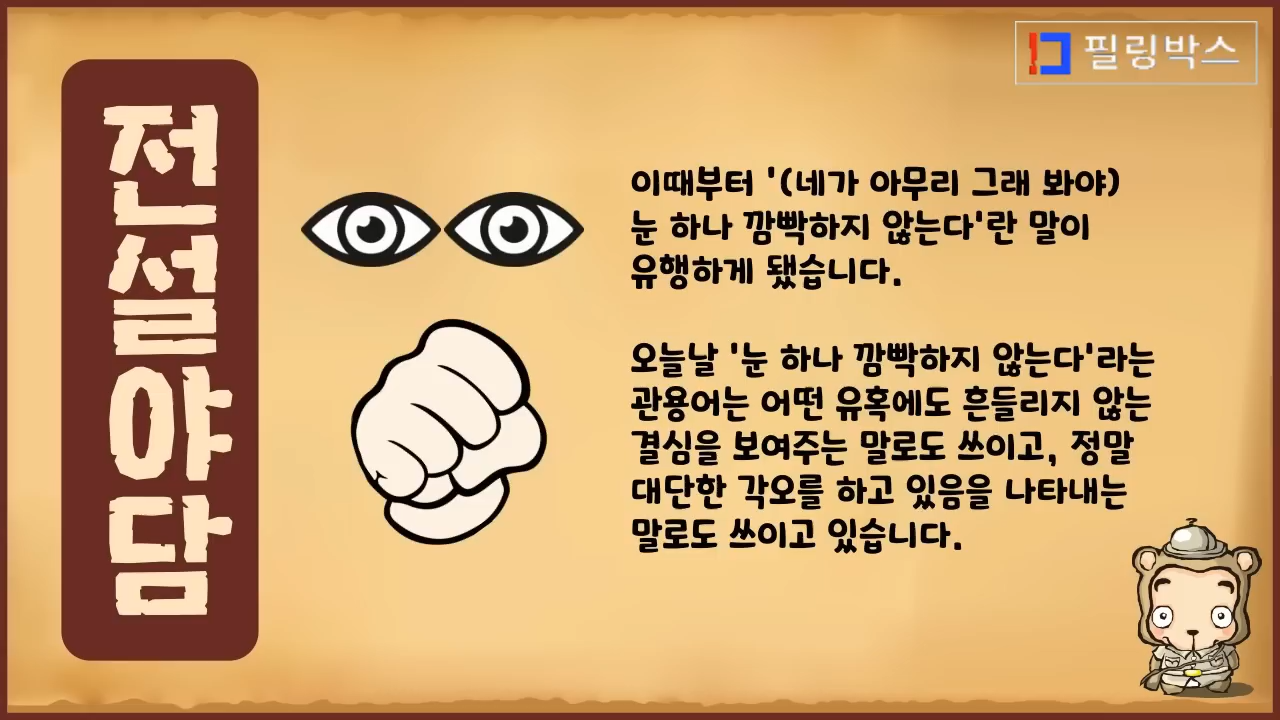 필링박스
전설야담
이때부터 '(네가 아무리 그래 봐야)
눈 하나 깜빡하지 않는다'란 말이
유행하게 됐습니다.
오늘날 '눈 하나 깜빡하지 않는다'라는
관용어는 어떤 유혹에도 흔들리지 않는
결심을 보여주는 말로도 쓰이고, 정말
대단한 각오를 하고 있음을 나타내는
말로도 쓰이고 있습니다.